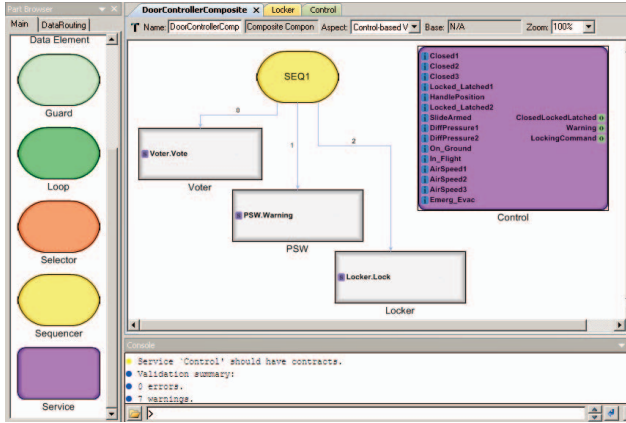 Part Browser
Main DataRouting
Data Element
Guard
Loop
Selector
Sequencer
Service
DoorControllerComposite X Locker Control
T Name: DoorControllerComp Composite Compon Aspect: Control-based V Base: N/A Zoom: 100%
SEQ1
0
1
2
Voter.Vote
Voter
PSW.Warning
PSW
Locker.Lock
Locker
Closed1
Closed2
Closed3
Locked_Latched1
HandlePosition
Locked_Latched2
SlideArmed ClosedLockedLatched
DiffPressure1 Warning
DiffPressure2 LockingCommand
On_Ground
In_Flight
AirSpeed1
AirSpeed2
AirSpeed3
Emerg_Evac
Control
Console
Service 'Control' should have contracts.
Validation summary:
0 errors.
7 warnings.
>